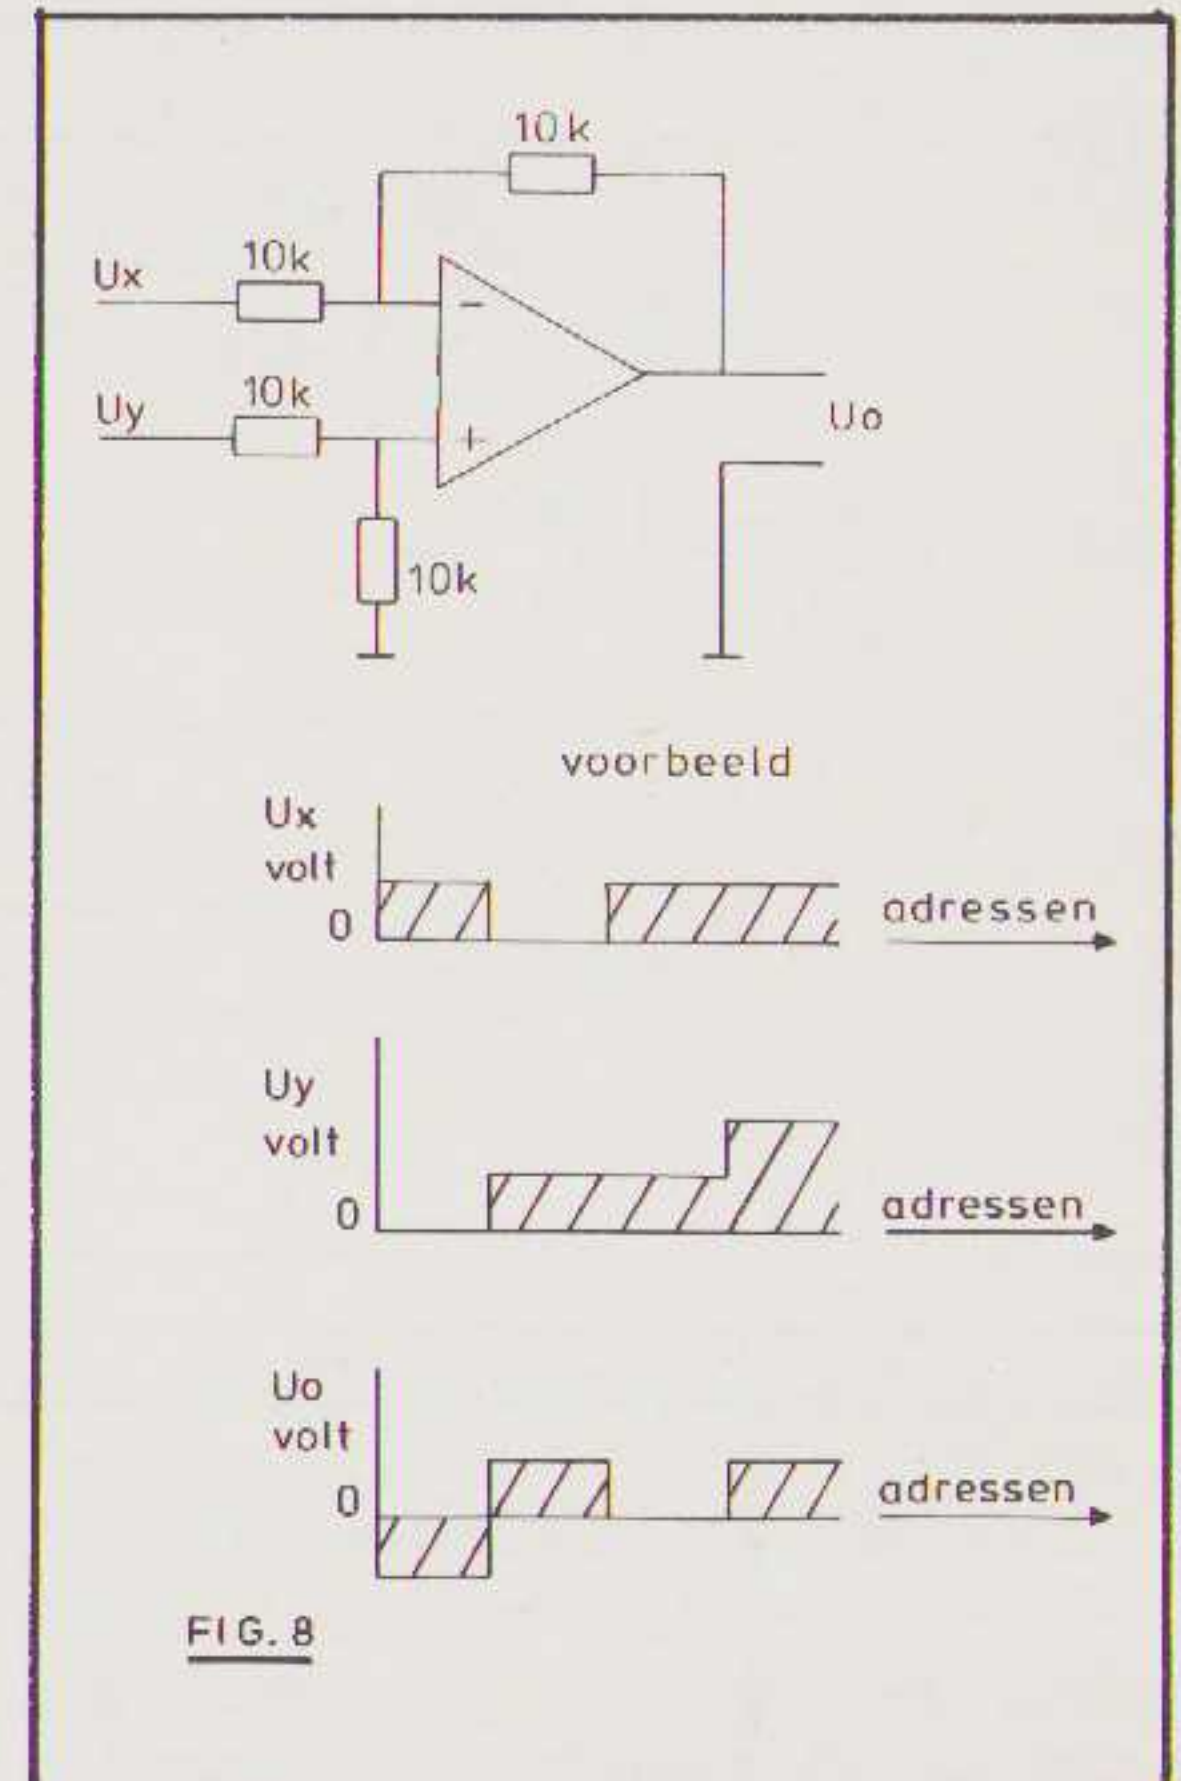 10k
10k
Ux
-
10k
Uy
+
Uo
10k
voorbeeld
Ux
volt
0
adressen
Uy
volt
0
adressen
Uo
volt
0
adressen
FIG. 8